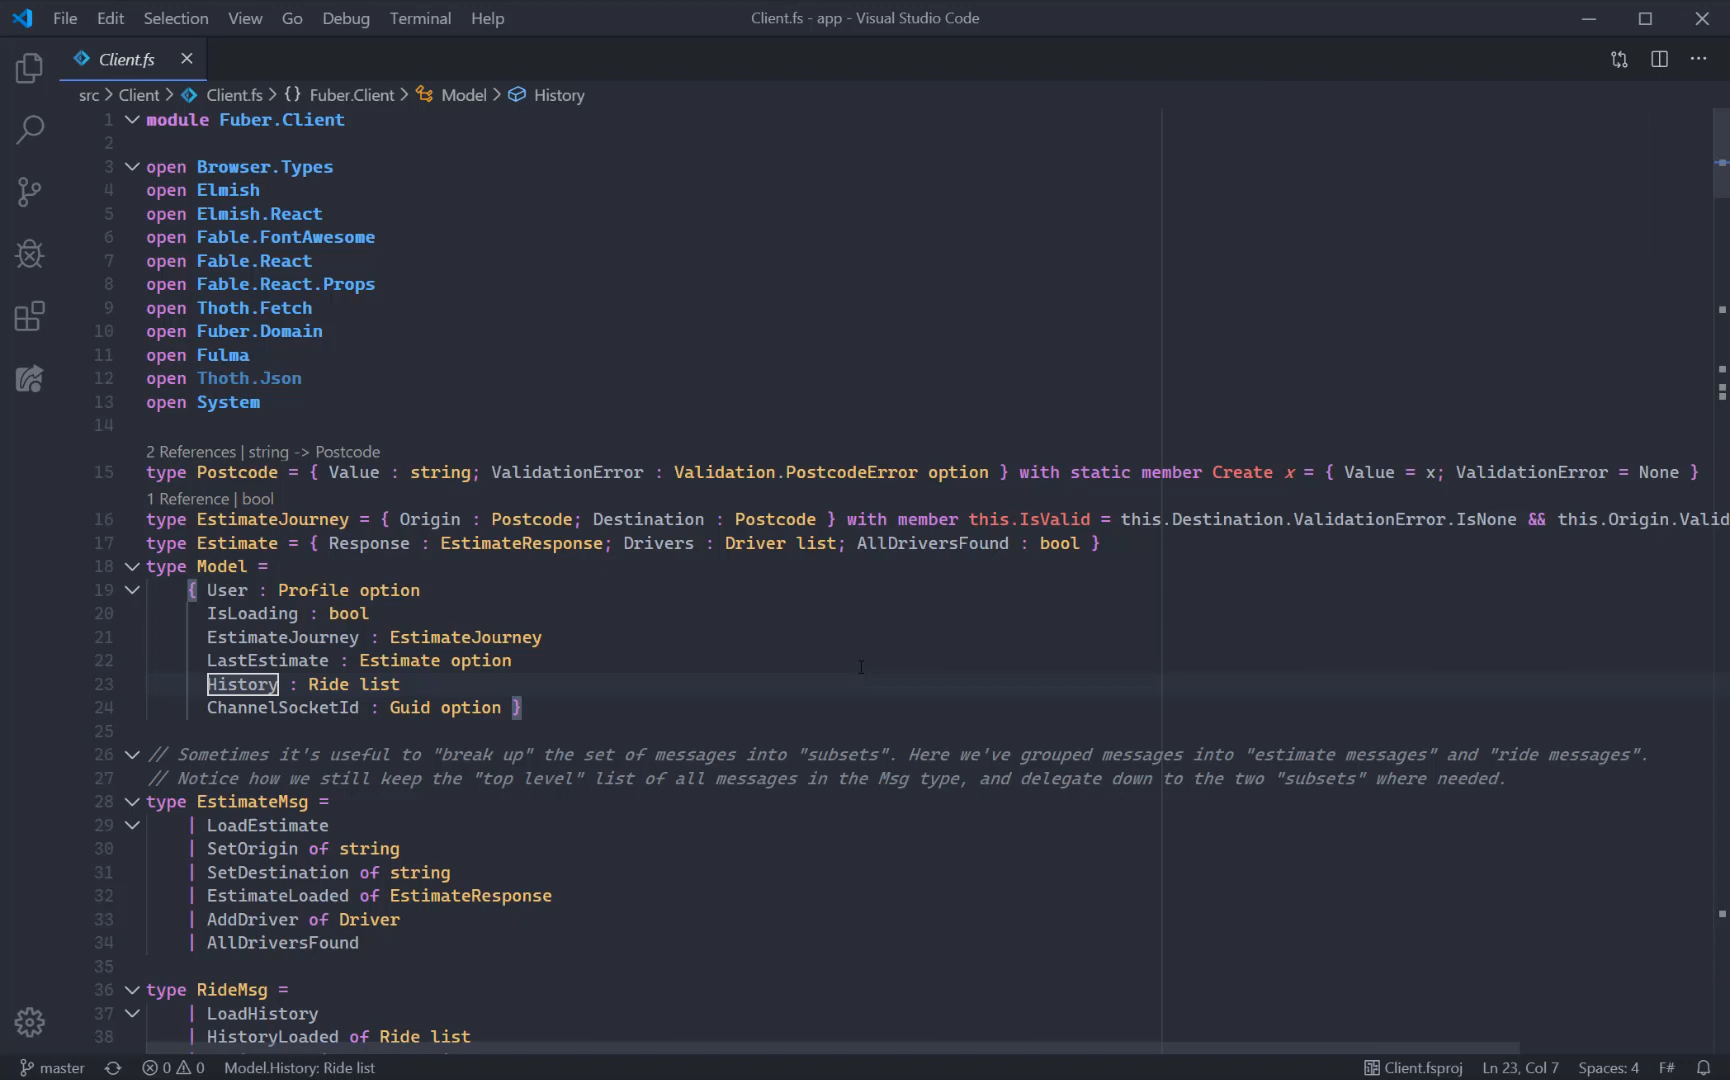 File Edit Selection View Go Debug Terminal Help Client.fs - app - Visual Studio Code
Client.fs
src > Client > Client.fs > {} Fuber.Client > Model > History
1 module Fuber.Client
2
3 open Browser.Types
4 open Elmish
5 open Elmish.React
6 open Fable.FontAwesome
7 open Fable.React
8 open Fable.React.Props
9 open Thoth.Fetch
10 open Fuber.Domain
11 open Fulma
12 open Thoth.Json
13 open System
14
2 References | string -> Postcode
15 type Postcode = { Value : string; ValidationError : Validation.PostcodeError option } with static member Create x = { Value = x; ValidationError = None }
1 Reference | bool
16 type EstimateJourney = { Origin : Postcode; Destination : Postcode } with member this.IsValid = this.Destination.ValidationError.IsNone && this.Origin.Valid
17 type Estimate = { Response : EstimateResponse; Drivers : Driver list; AllDriversFound : bool }
18 type Model =
19 { User : Profile option
20 IsLoading : bool
21 EstimateJourney : EstimateJourney
22 LastEstimate : Estimate option
23 History : Ride list
24 ChannelSocketId : Guid option }
25
26 // Sometimes it's useful to "break up" the set of messages into "subsets". Here we've grouped messages into "estimate messages" and "ride messages".
27 // Notice how we still keep the "top level" list of all messages in the Msg type, and delegate down to the two "subsets" where needed.
28 type EstimateMsg =
29 | LoadEstimate
30 | SetOrigin of string
31 | SetDestination of string
32 | EstimateLoaded of EstimateResponse
33 | AddDriver of Driver
34 | AllDriversFound
35
36 type RideMsg =
37 | LoadHistory
38 | HistoryLoaded of Ride list
master 0 0 Model.History: Ride list Client.fsproj Ln 23, Col 7 Spaces: 4 F#